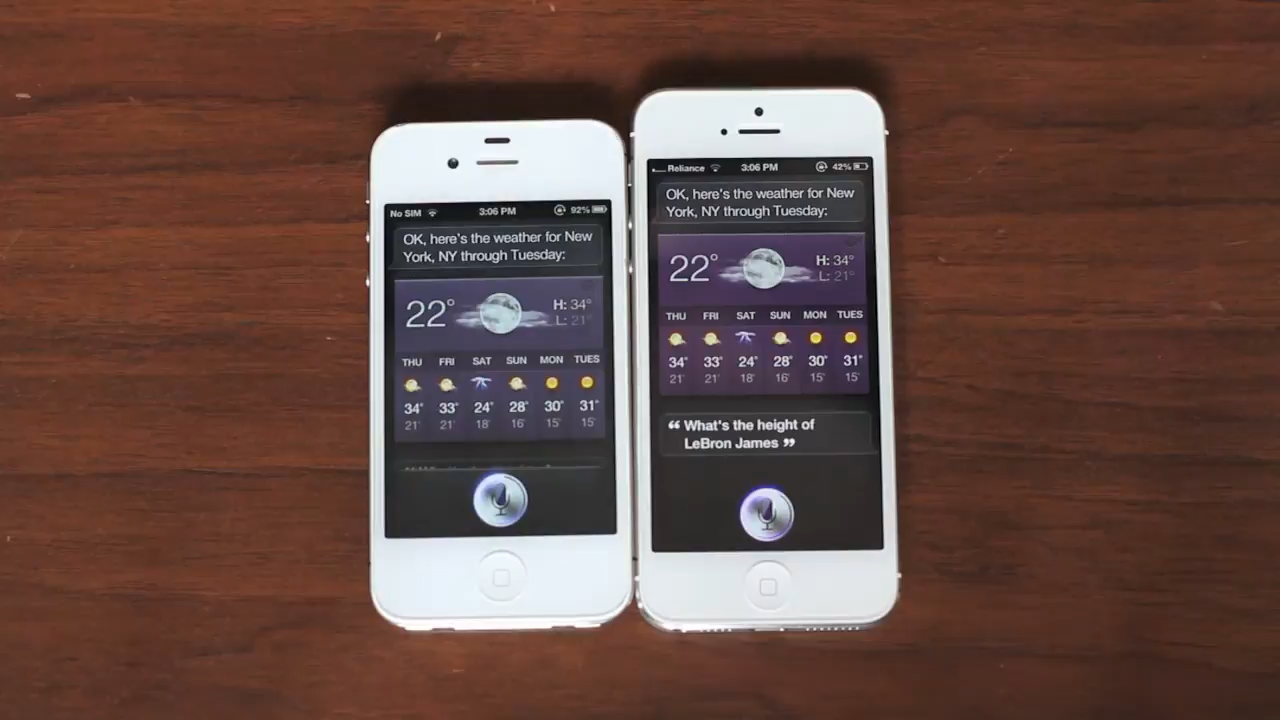 No SIM 3:06 PM 92%
OK, here's the weather for New
York, NY through Tuesday:
22° H: 34°
L: 21°
THU FRI SAT SUN MON TUES
34° 33° 24° 28° 30° 31°
21° 21° 18° 16° 15° 15°
Reliance 3:06 PM 42%
OK, here's the weather for New
York, NY through Tuesday:
22° H: 34°
L: 21°
THU FRI SAT SUN MON TUES
34° 33° 24° 28° 30° 31°
21° 21° 18° 16° 15° 15°
“ What's the height of
LeBron James ”